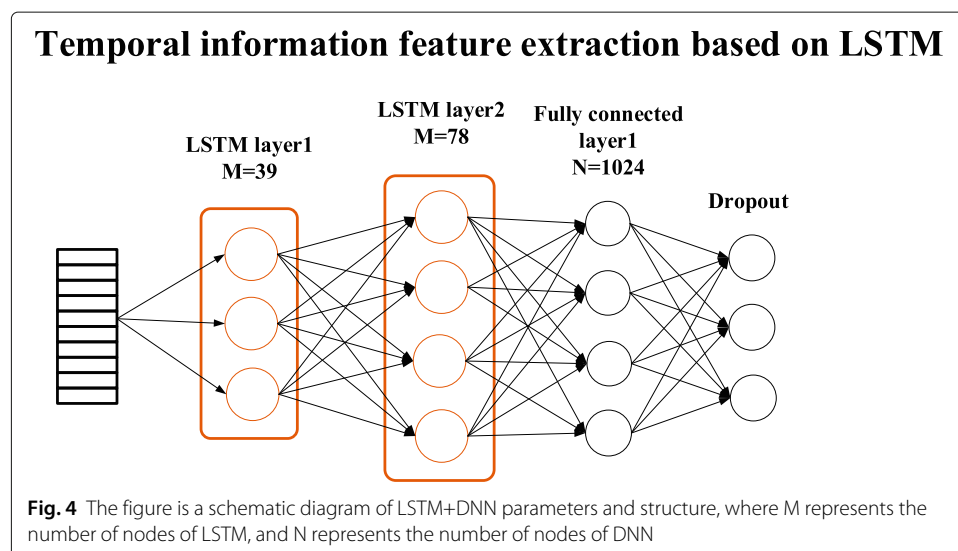 Temporal information feature extraction based on LSTM
LSTM layer1
M=39
LSTM layer2
M=78
Fully connected
layer1
N=1024
Dropout
Fig. 4 The figure is a schematic diagram of LSTM+DNN parameters and structure, where M represents the
number of nodes of LSTM, and N represents the number of nodes of DNN